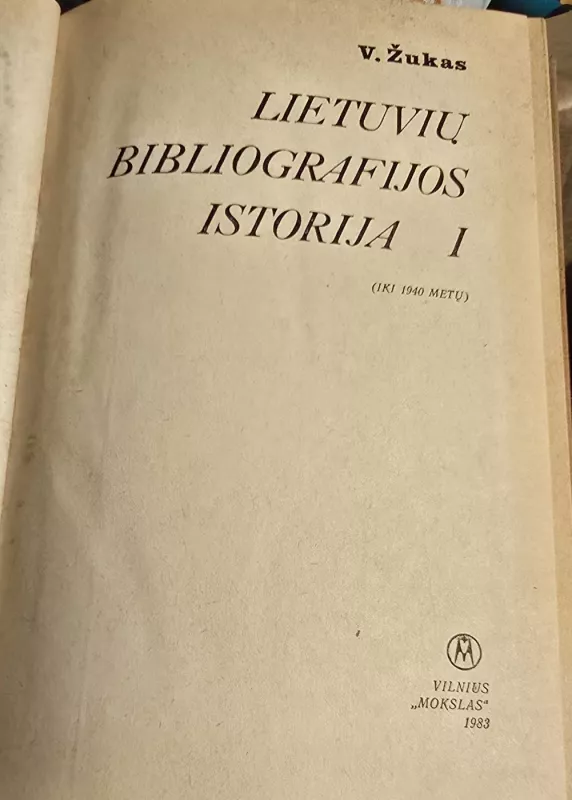 V. Žukas
LIETUVIŲ
BIBLIOGRAFIJOS
ISTORIJA I
(IKI 1940 METŲ)
M
VILNIUS
„MOKSLAS“
1983